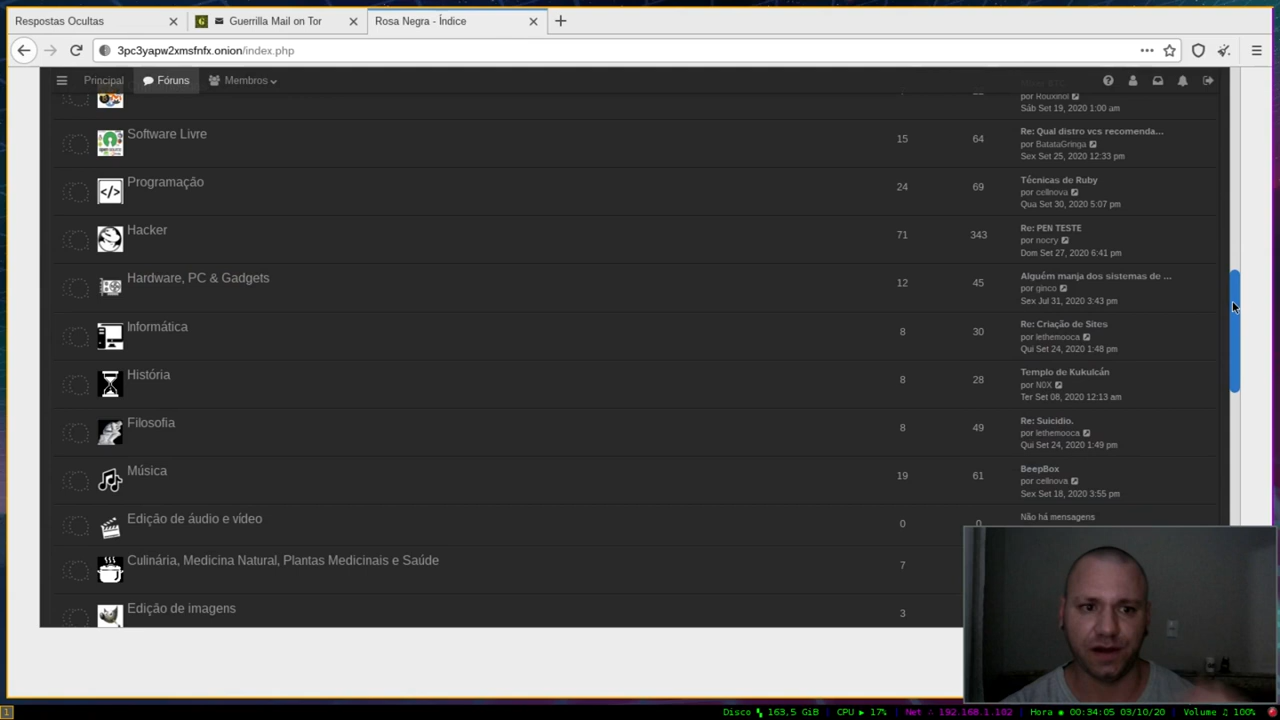 Respostas Ocultas
Guerrilla Mail on Tor
Rosa Negra - Índice
3pc3yapw2xmsfnfx.onion/index.php
Principal Fóruns Membros
por Rouxinol
Sáb Set 19, 2020 1:00 am
Software Livre 15 64 Re: Qual distro vcs recomenda...
por BatataGringa
Sex Set 25, 2020 12:33 pm
Programação 24 69 Técnicas de Ruby
por cellnova
Qua Set 30, 2020 5:07 pm
Hacker 71 343 Re: PEN TESTE
por nocry
Dom Set 27, 2020 6:41 pm
Hardware, PC & Gadgets 12 45 Alguém manja dos sistemas de ...
por ginco
Sex Jul 31, 2020 3:43 pm
Informática 8 30 Re: Criação de Sites
por lethemooca
Qui Set 24, 2020 1:48 pm
História 8 28 Templo de Kukulcán
por N0X
Ter Set 08, 2020 12:13 am
Filosofia 8 49 Re: Suicidio.
por lethemooca
Qui Set 24, 2020 1:49 pm
Música 19 61 BeepBox
por cellnova
Sex Set 18, 2020 3:55 pm
Edição de áudio e vídeo 0 0 Não há mensagens
Culinária, Medicina Natural, Plantas Medicinais e Saúde 7
Edição de imagens 3
1 Disco 163,5 GiB CPU 17% Net 192.168.1.102 Hora 00:34:05 03/10/20 Volume 100%